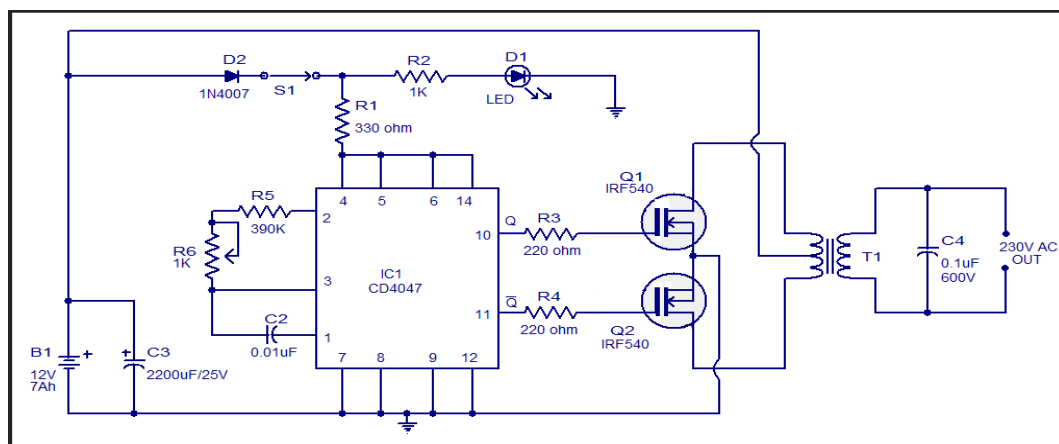 D2
1N4007
S1
R2
1K
D1
LED
R1
330 ohm
4 5 6 14
R5
390K
2
R6
1K
3
C2
0.01uF
1
IC1
CD4047
10
Q
R3
220 ohm
Q1
IRF540
11
Q̅
R4
220 ohm
Q2
IRF540
7 8 9 12
T1
C4
0.1uF
600V
230V AC
OUT
B1
+
12V
7Ah
+
C3
2200uF/25V